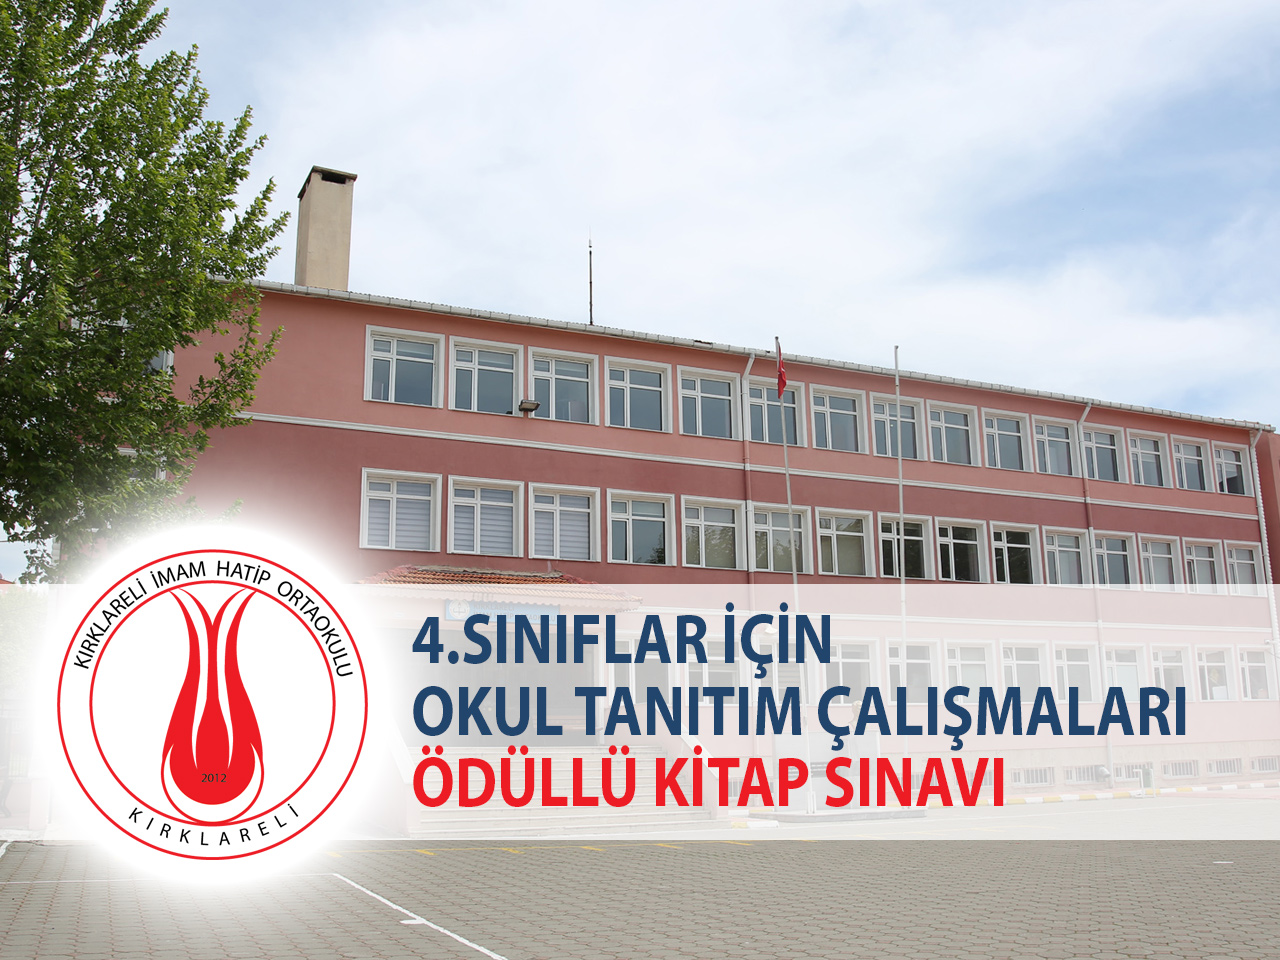 KIRKLARELİ İMAM HATİP ORTAOKULU
2012
KIRKLARELİ
4.SINIFLAR İÇİN
OKUL TANITIM ÇALIŞMALARI
ÖDÜLLÜ KİTAP SINAVI